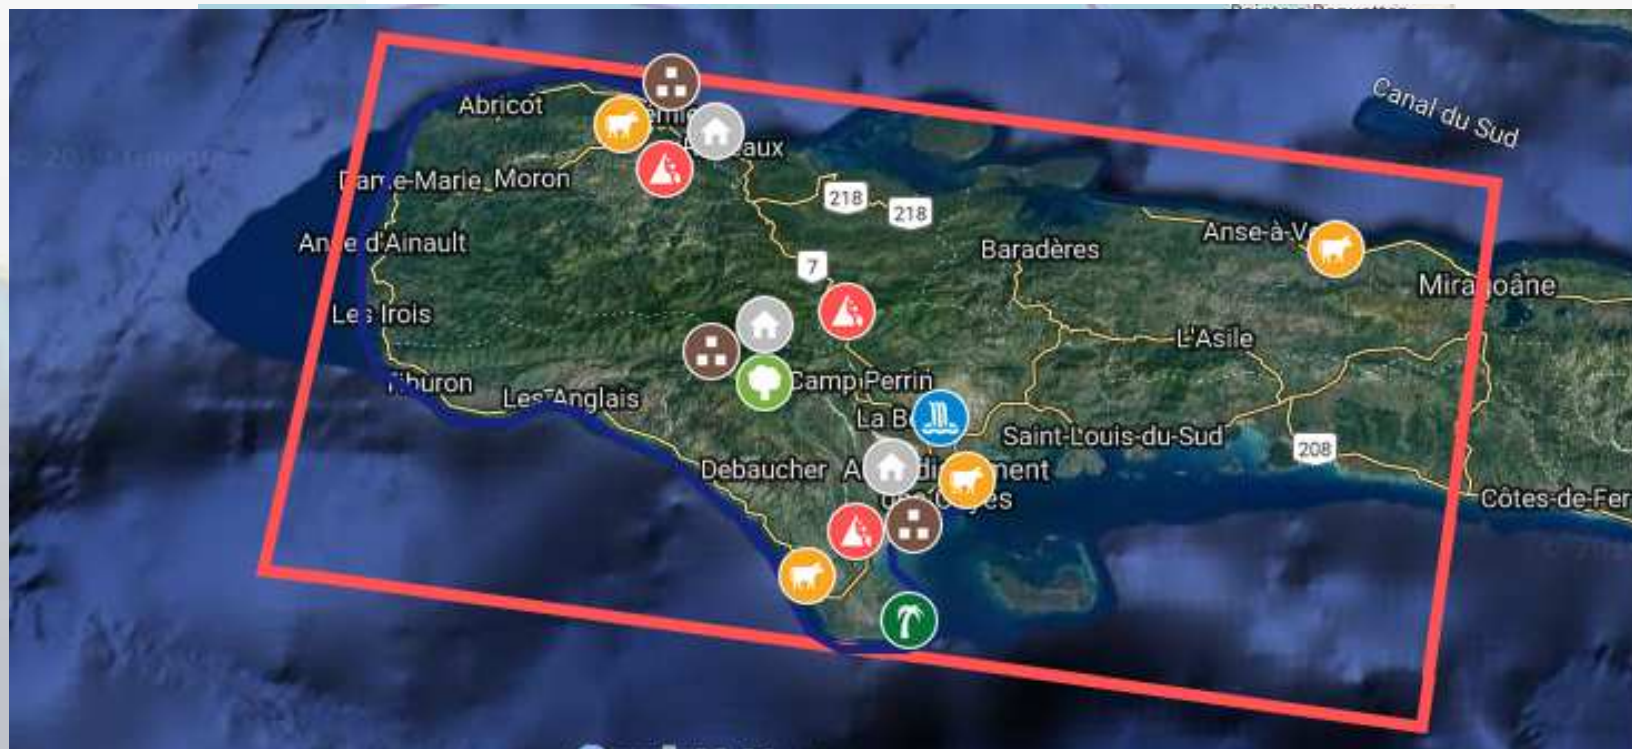 Canal du Sud
Abricot
Dame-Marie
Moron
218
218
Anse d'Ainault
Baradères
7
Miragoâne
Les Irois
L'Asile
Tiburon
Les Anglais
Camp Perrin
Saint-Louis-du-Sud
208
Debaucher
Côtes-de-Fer